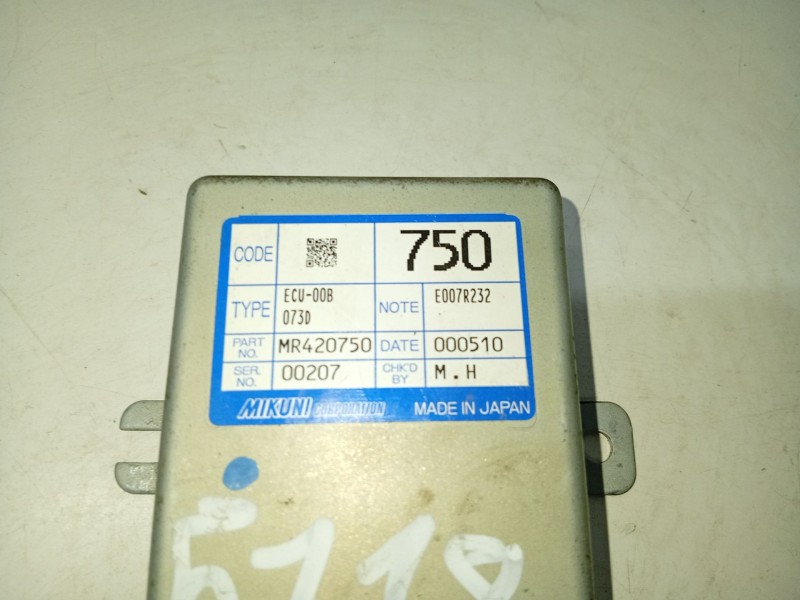 CODE 750
TYPE ECU-00B 073D NOTE E007R232
PART NO. MR420750 DATE 000510
SER. NO. 00207 CHK'D BY M.H
MIKUNI CORPORATION MADE IN JAPAN